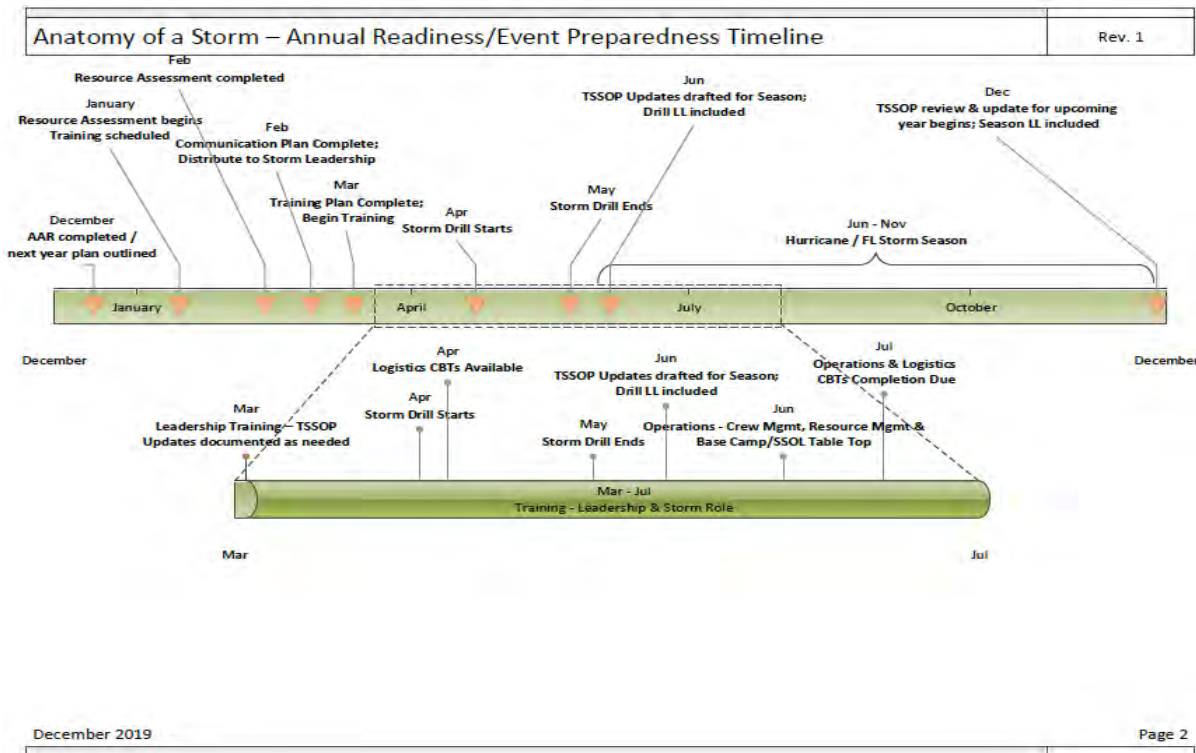 Anatomy of a Storm – Annual Readiness/Event Preparedness Timeline
Rev. 1
Feb
Resource Assessment completed
January
Resource Assessment begins
Training scheduled
Feb
Communication Plan Complete;
Distribute to Storm Leadership
Mar
Training Plan Complete;
Begin Training
December
AAR completed /
next year plan outlined
Apr
Storm Drill Starts
May
Storm Drill Ends
Jun
TSSOP Updates drafted for Season;
Drill LL included
Jun - Nov
Hurricane / FL Storm Season
Dec
TSSOP review & update for upcoming
year begins; Season LL included
January
April
July
October
December
December
Mar
Leadership Training – TSSOP
Updates documented as needed
Apr
Logistics CBTs Available
Apr
Storm Drill Starts
May
Storm Drill Ends
Jun
TSSOP Updates drafted for Season;
Drill LL included
Jun
Operations - Crew Mgmt, Resource Mgmt &
Base Camp/SSOL Table Top
Jul
Operations & Logistics
CBTs Completion Due
Mar - Jul
Training - Leadership & Storm Role
Mar
Jul
December 2019
Page 2